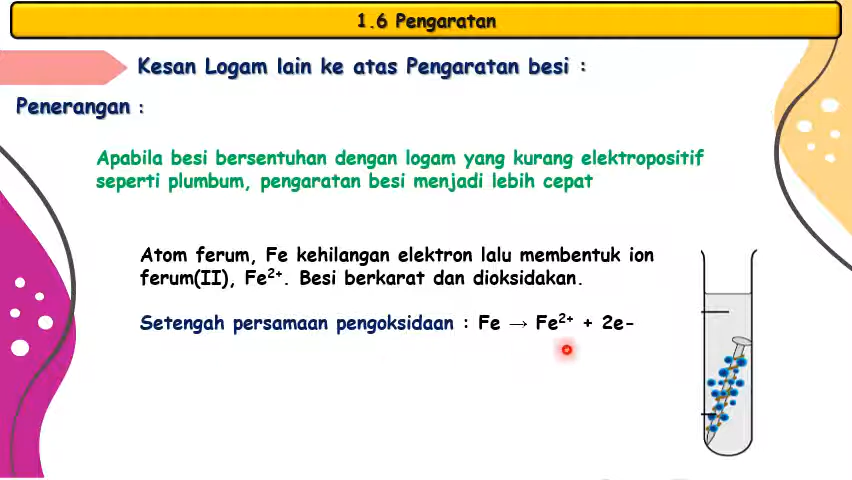 1.6 Pengaratan
Kesan Logam lain ke atas Pengaratan besi :
Penerangan :
Apabila besi bersentuhan dengan logam yang kurang elektropositif
seperti plumbum, pengaratan besi menjadi lebih cepat
Atom ferum, Fe kehilangan elektron lalu membentuk ion
ferum(II), Fe²⁺. Besi berkarat dan dioksidakan.
Setengah persamaan pengoksidaan : Fe → Fe²⁺ + 2e-